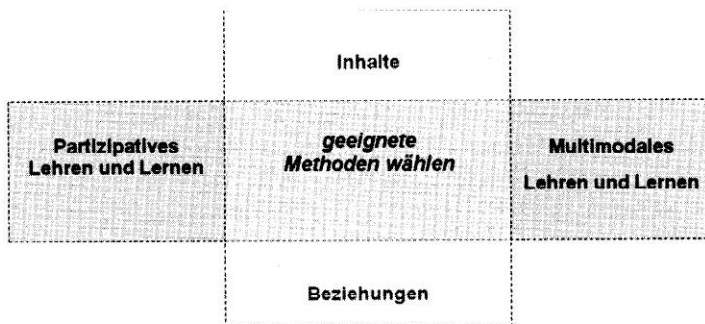 Inhalte
Partizipatives
Lehren und Lernen
geeignete
Methoden wählen
Multimodales
Lehren und Lernen
Beziehungen